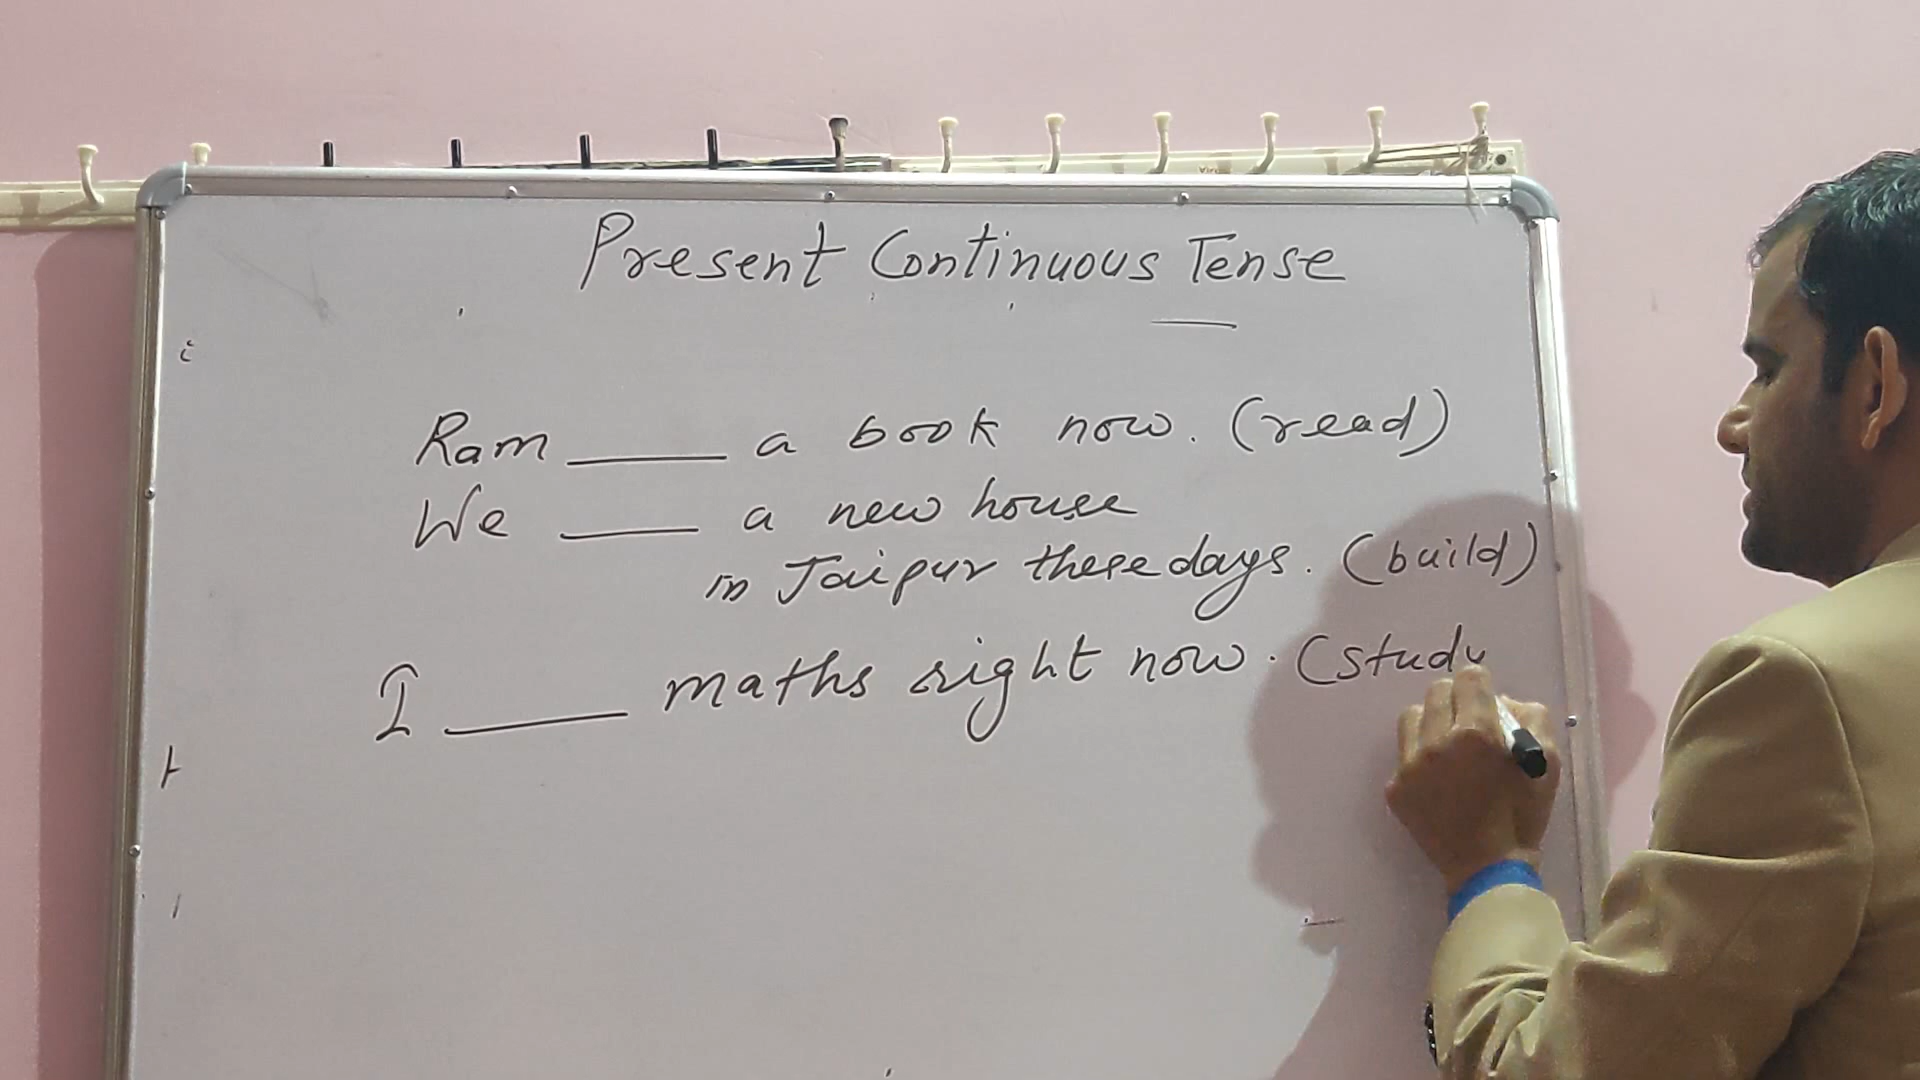 Present Continuous Tense
Ram ____ a book now. (read)
We ____ a new house
in Jaipur these days. (build)
I ____ maths right now. (study